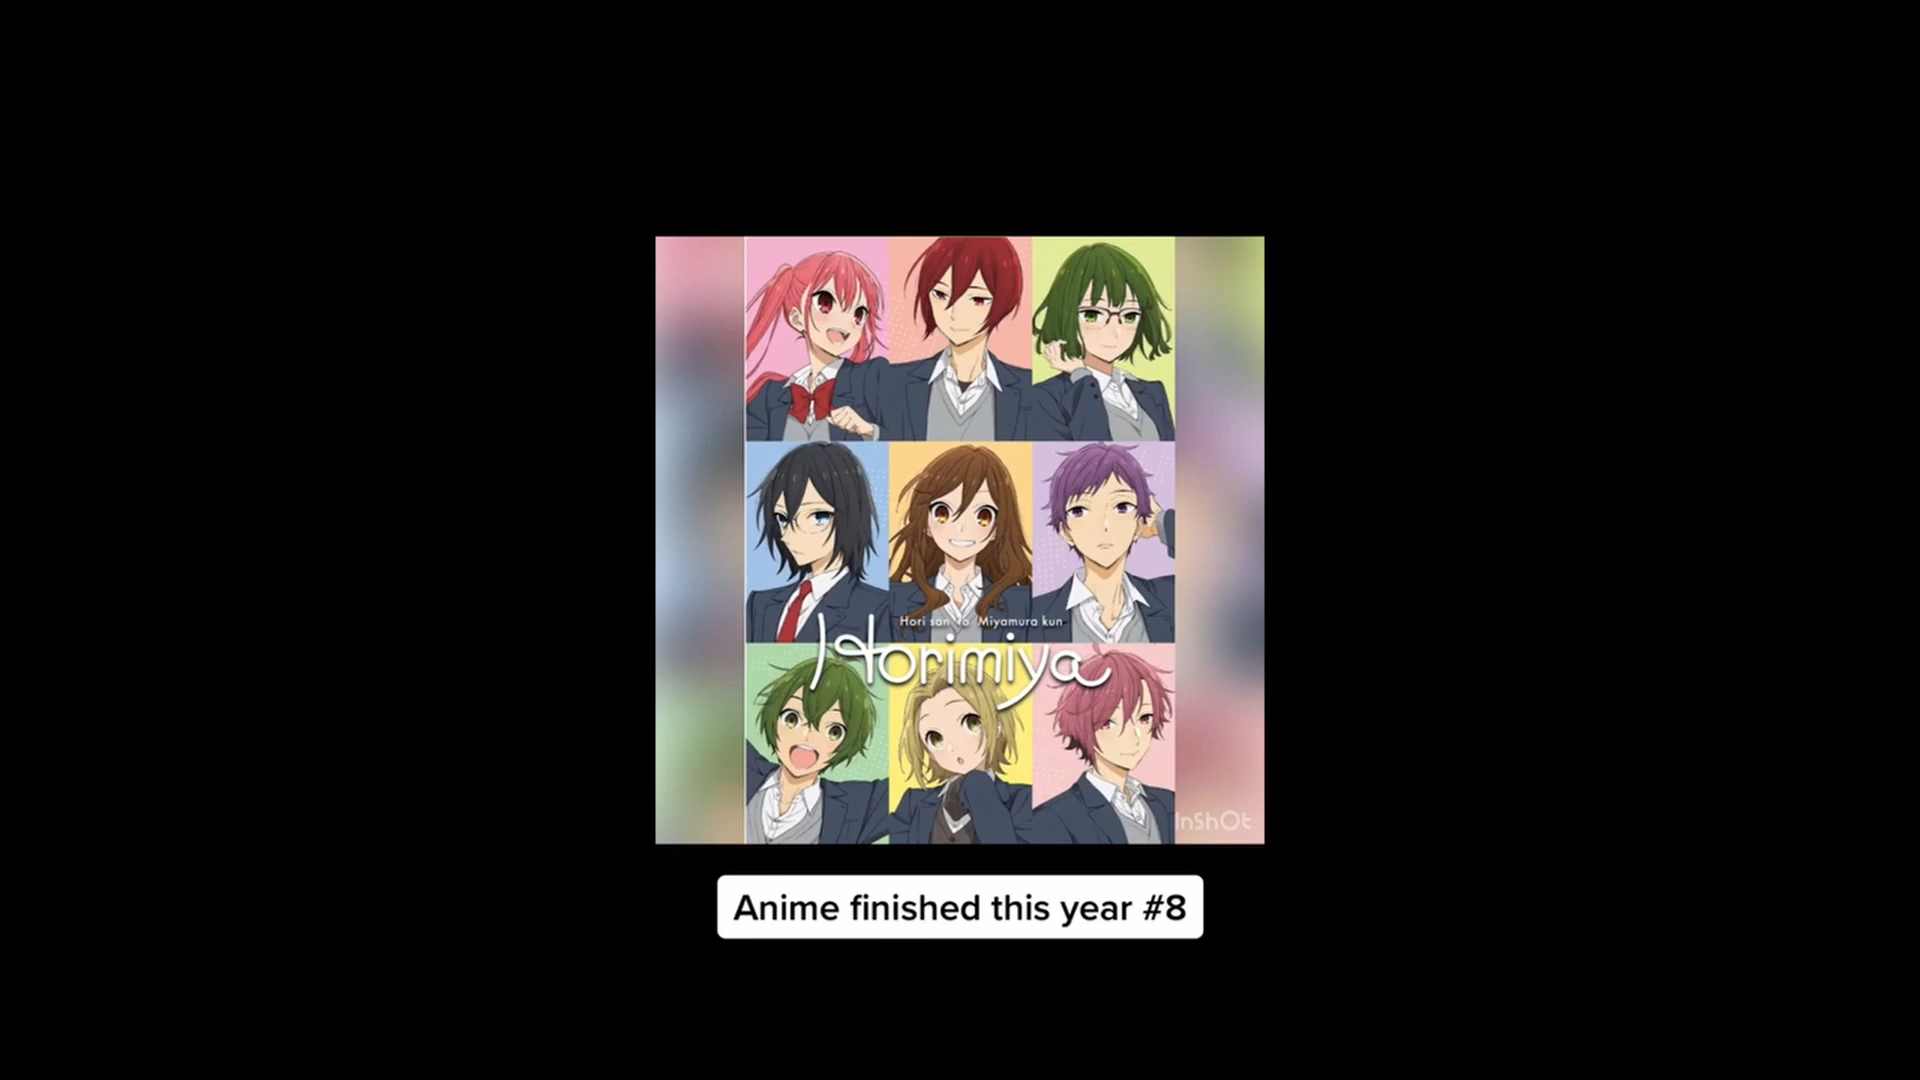 Hori san to Miyamura kun
Horimiya
InShOt
Anime finished this year #8